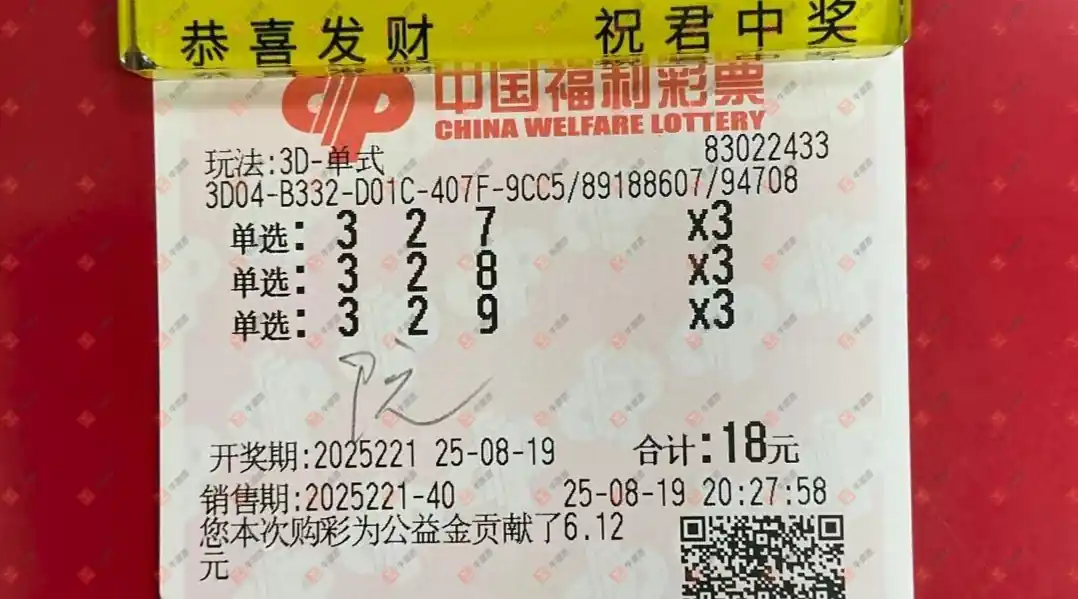 恭喜发财 祝君中奖
中国福利彩票
CHINA WELFARE LOTTERY
玩法:3D-单式 83022433
3D04-B332-D01C-407F-9CC5/89188607/94708
单选: 3 2 7 x3
单选: 3 2 8 x3
单选: 3 2 9 x3
阮
开奖期:2025221 25-08-19 合计:18元
销售期:2025221-40 25-08-19 20:27:58
您本次购彩为公益金贡献了6.12
元